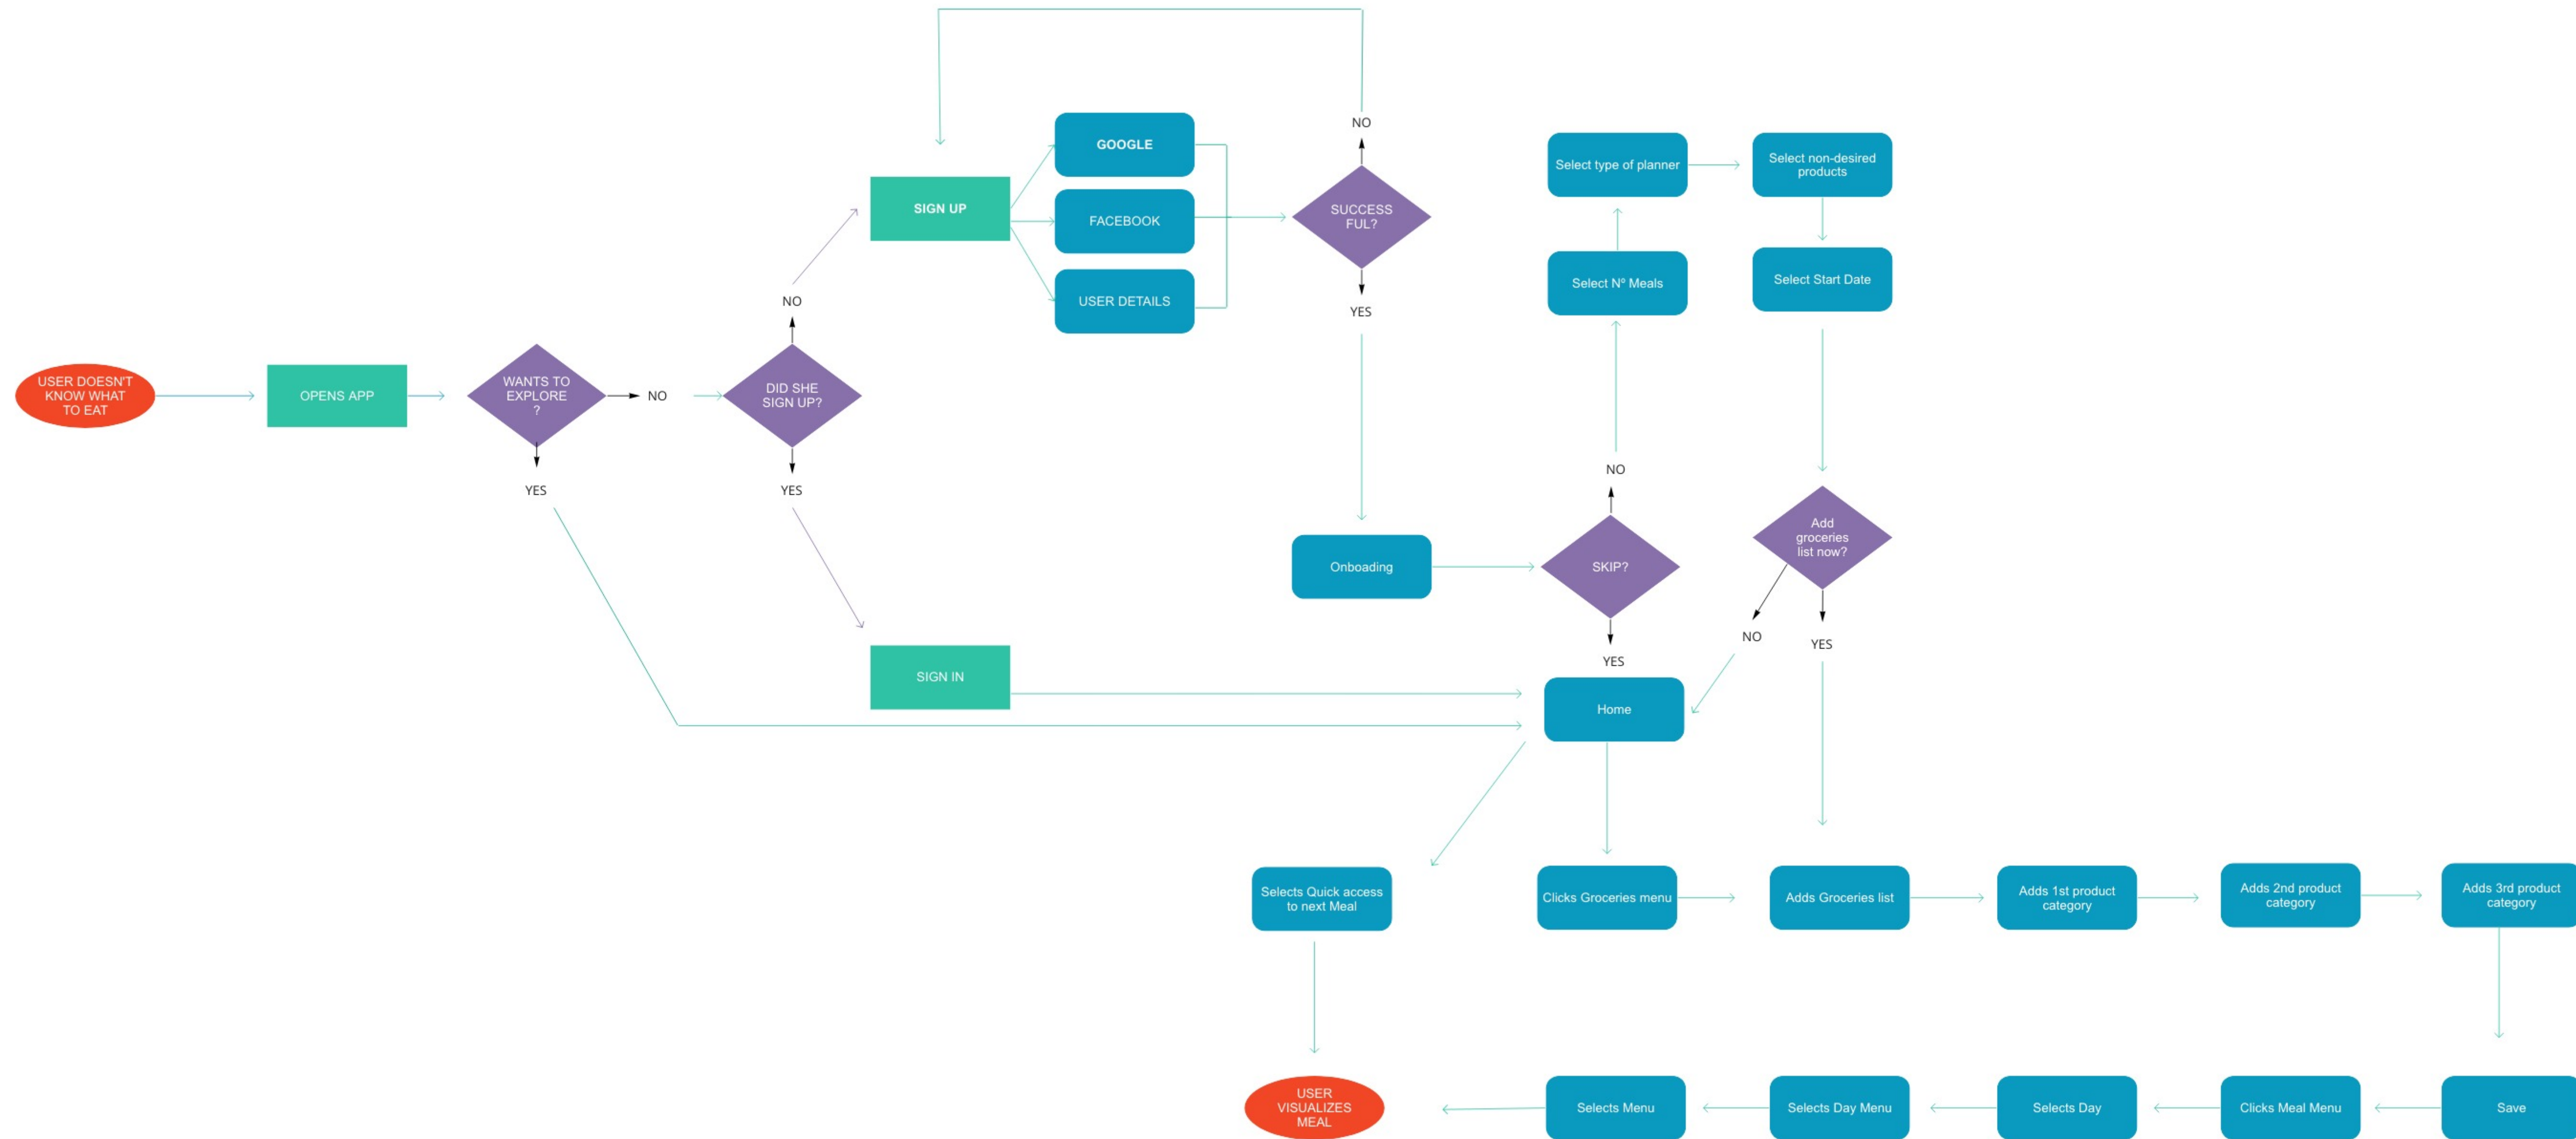 NO
GOOGLE
SIGN UP
FACEBOOK
USER DETAILS
SUCCESS
FUL?
YES
Select type of planner
Select non-desired
products
Select Nº Meals
Select Start Date
NO
USER DOESN'T
KNOW WHAT
TO EAT
OPENS APP
WANTS TO
EXPLORE
?
NO
DID SHE
SIGN UP?
YES
YES
NO
Add
groceries
list now?
Onboading
SKIP?
NO
YES
YES
SIGN IN
Home
Selects Quick access
to next Meal
Clicks Groceries menu
Adds Groceries list
Adds 1st product
category
Adds 2nd product
category
Adds 3rd product
category
USER
VISUALIZES
MEAL
Selects Menu
Selects Day Menu
Selects Day
Clicks Meal Menu
Save